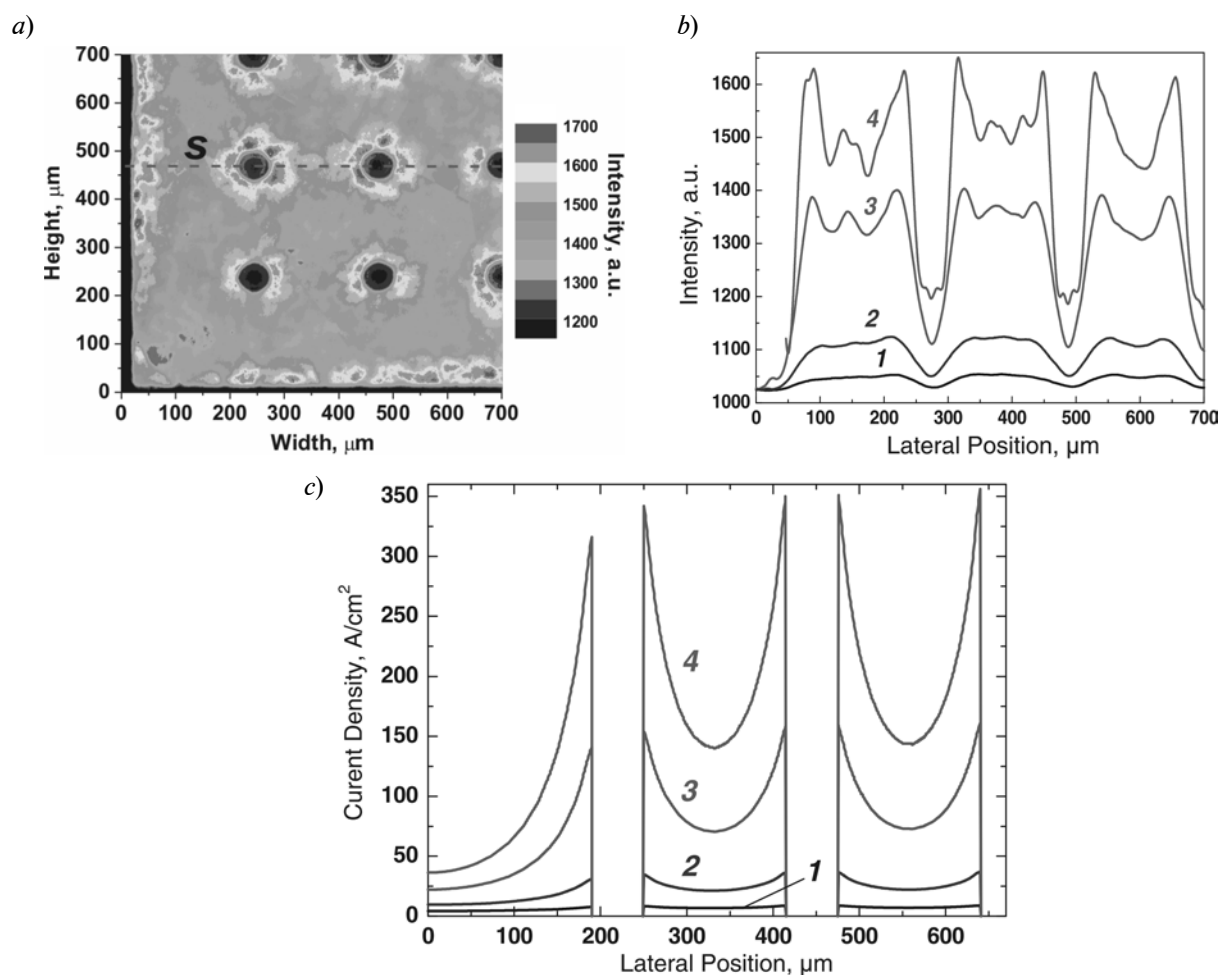 a)
700
600
500
400
300
200
100
0
Height, μm
S
0 100 200 300 400 500 600 700
Width, μm
1700
1600
1500
1400
1300
1200
Intensity, a.u.
b)
1600
1500
1400
1300
1200
1100
1000
Intensity, a.u.
4
3
2
1
0 100 200 300 400 500 600 700
Lateral Position, μm
c)
350
300
250
200
150
100
50
0
Curent Density, A/cm²
4
3
2
1
0 100 200 300 400 500 600
Lateral Position, μm